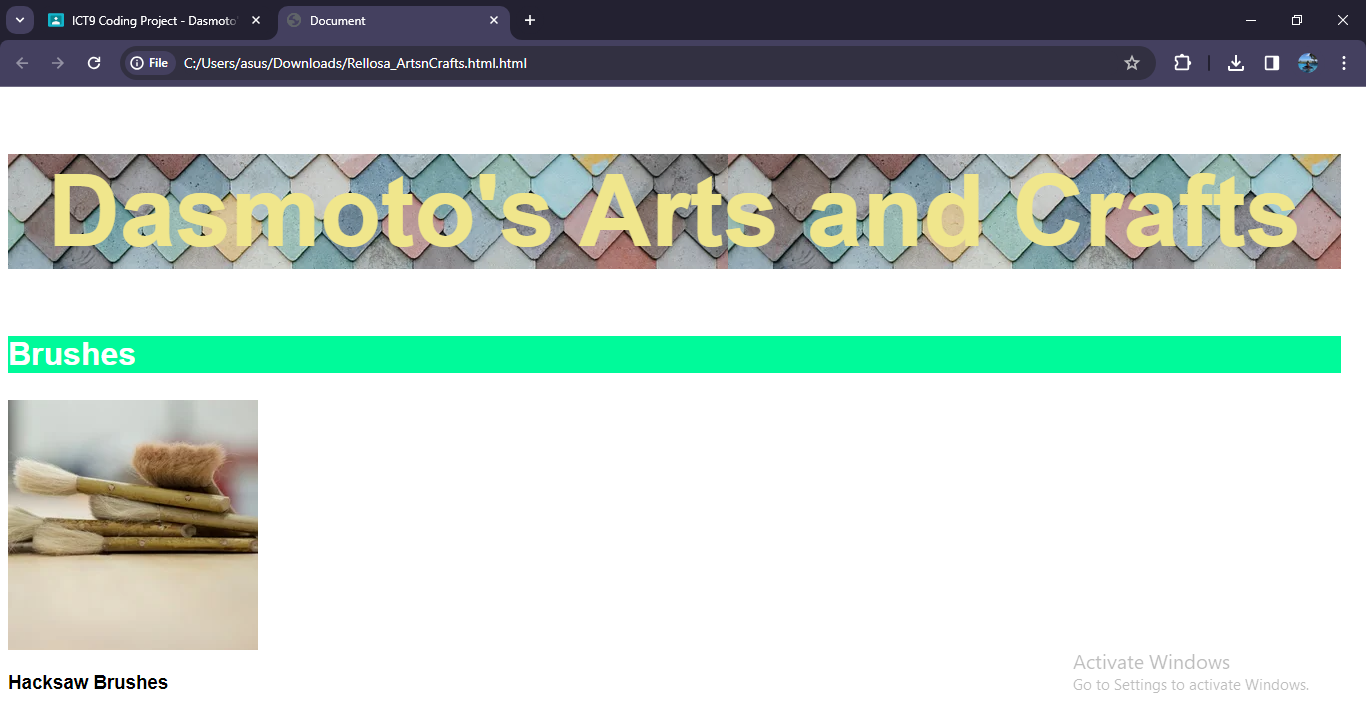 ICT9 Coding Project - Dasmoto'
Document
File
C:/Users/asus/Downloads/Rellosa_ArtsnCrafts.html.html
Dasmoto's Arts and Crafts
Brushes
Hacksaw Brushes
Activate Windows
Go to Settings to activate Windows.